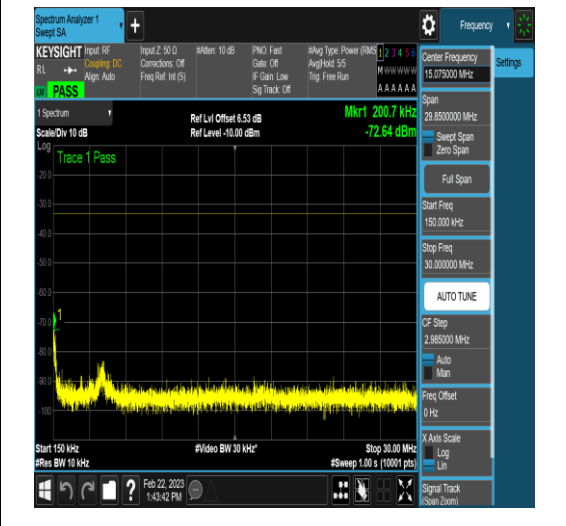 Spectrum Analyzer 1
Swept SA
+
Frequency
KEYSIGHT Input: RF Input Z: 50 Ω #Atten: 10 dB PNO: Fast #Avg Type: Power (RMS 1 2 3 4 5 6
RL Coupling: DC Corrections: Off Gate: Off Avg|Hold: 5/5 M W W W W W
Align: Auto Freq Ref: Int (S) IF Gain: Low Trig: Free Run
PASS Sig Track: Off A A A A A A
1 Spectrum
Ref Lvl Offset 6.53 dB Mkr1 200.7 kHz
Scale/Div 10 dB Ref Level -10.00 dBm -72.64 dBm
Log
Trace 1 Pass
-20.0
-30.0
-40.0
-50.0
-60.0
-70.0
-80.0
-90.0
-100
1
Start 150 kHz #Video BW 30 kHz* Stop 30.00 MHz
#Res BW 10 kHz #Sweep 1.00 s (10001 pts)
? Feb 22, 2023
1:43:42 PM
Center Frequency
15.075000 MHz
Settings
Span
29.8500000 MHz
Swept Span
Zero Span
Full Span
Start Freq
150.000 kHz
Stop Freq
30.000000 MHz
AUTO TUNE
CF Step
2.985000 MHz
Auto
Man
Freq Offset
0 Hz
X Axis Scale
Log
Lin
Signal Track
(Span Zoom)